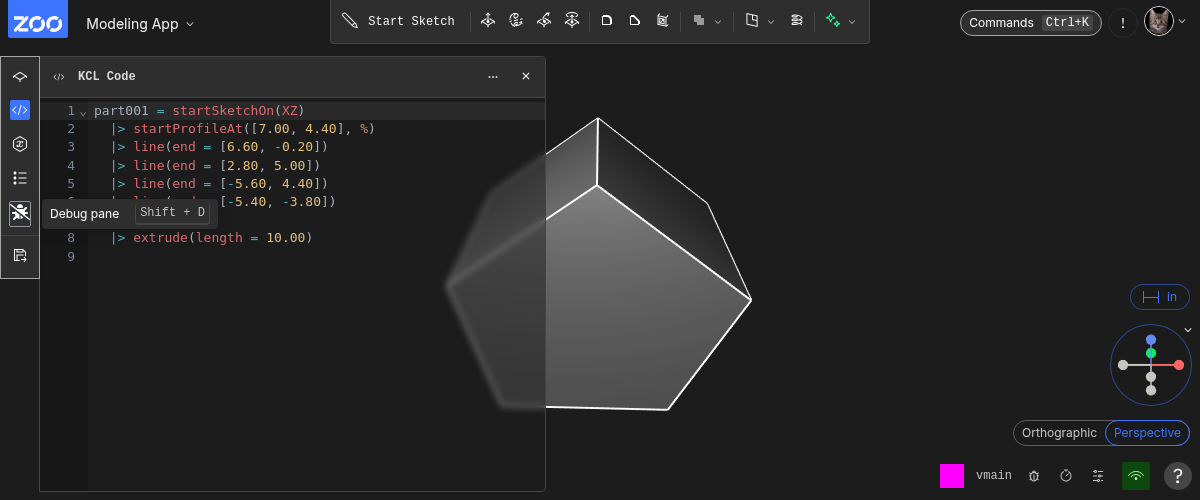 ZOO
Modeling App
Start Sketch
Commands Ctrl+K
!
KCL Code
1 part001 = startSketchOn(XZ)
2 |> startProfileAt([7.00, 4.40], %)
3 |> line(end = [6.60, -0.20])
4 |> line(end = [2.80, 5.00])
5 |> line(end = [-5.60, 4.40])
[-5.40, -3.80])
Debug pane Shift + D
8 |> extrude(length = 10.00)
9
in
Orthographic Perspective
vmain
?